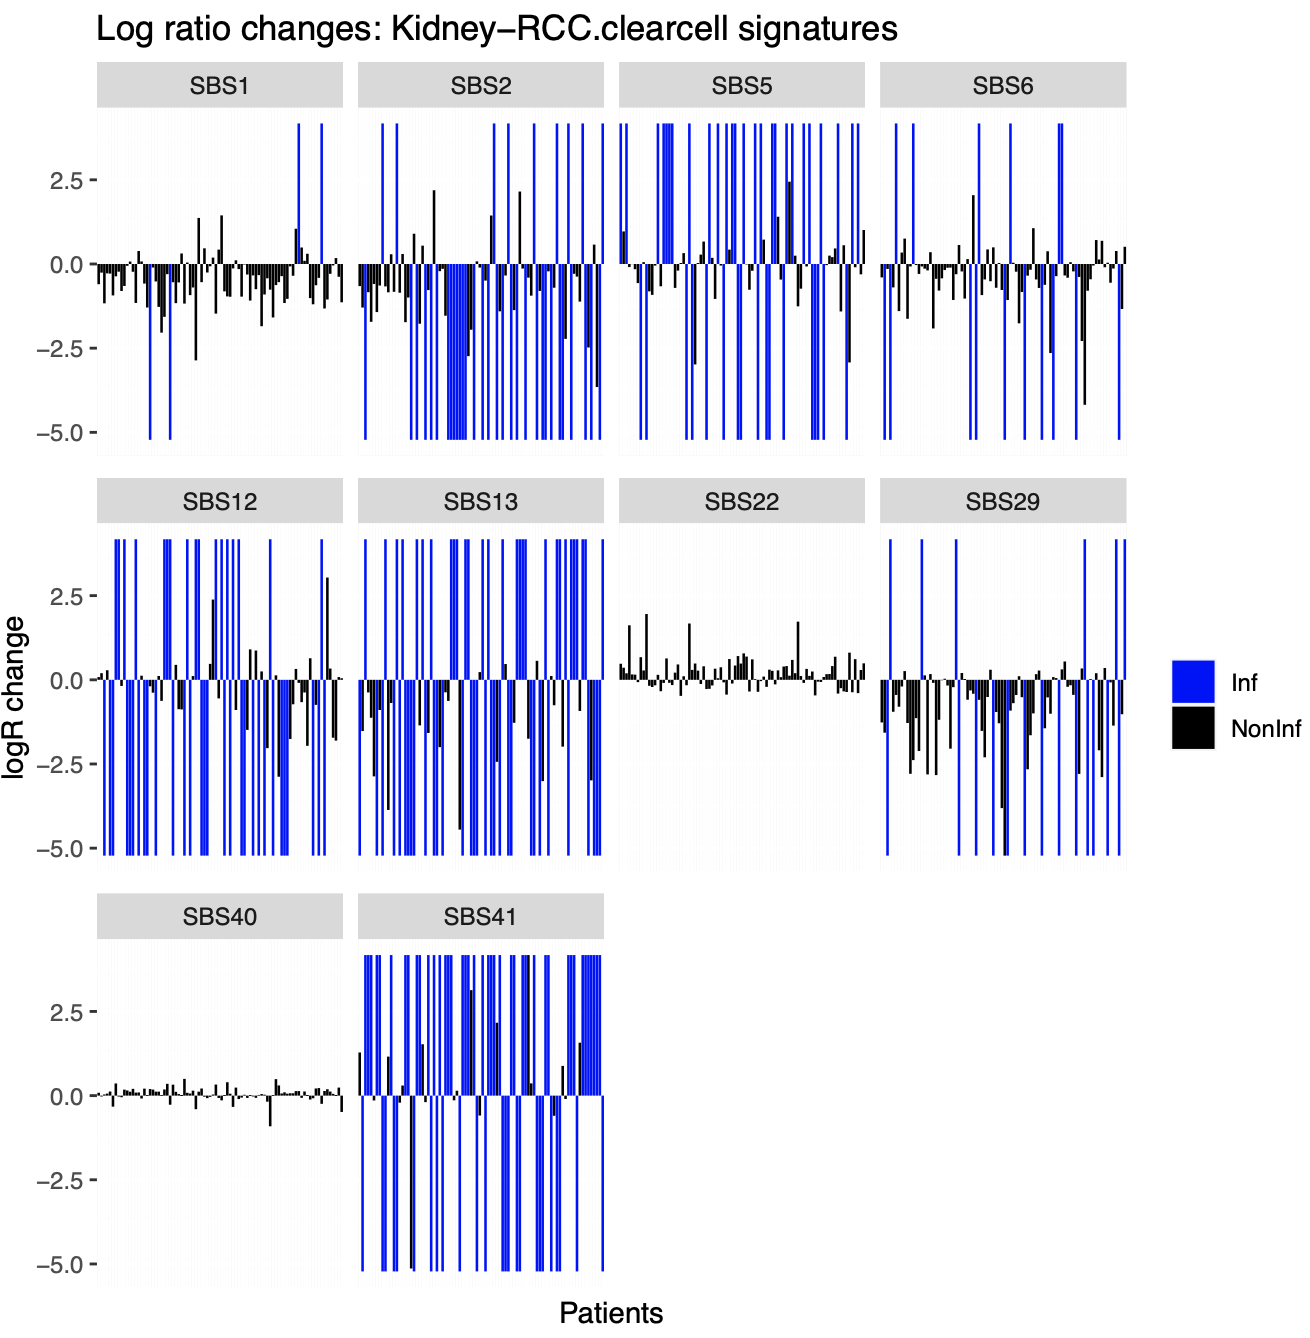 Log ratio changes: Kidney−RCC.clearcell signatures
SBS1
SBS2
SBS5
SBS6
2.5
0.0
−2.5
−5.0
SBS12
SBS13
SBS22
SBS29
2.5
0.0
−2.5
−5.0
logR change
Inf
NonInf
SBS40
SBS41
2.5
0.0
−2.5
−5.0
Patients